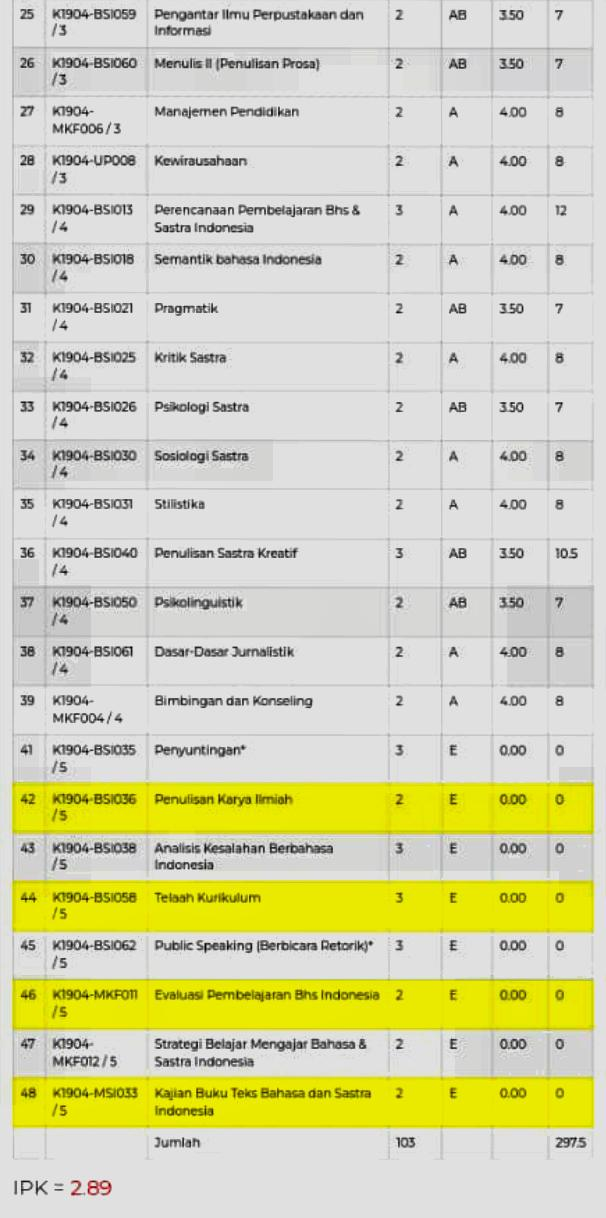 25 K1904-BSI059 Pengantar Ilmu Perpustakaan dan 2 AB 3.50 7
/ 3 Informasi
26 K1904-BSI060 Menulis II (Penulisan Prosa) 2 AB 3.50 7
/ 3
27 K1904- Manajemen Pendidikan 2 A 4.00 8
MKF006 / 3
28 K1904-UP008 Kewirausahaan 2 A 4.00 8
/ 3
29 K1904-BSI013 Perencanaan Pembelajaran Bhs & 3 A 4.00 12
/ 4 Sastra Indonesia
30 K1904-BSI018 Semantik bahasa Indonesia 2 A 4.00 8
/ 4
31 K1904-BSI021 Pragmatik 2 AB 3.50 7
/ 4
32 K1904-BSI025 Kritik Sastra 2 A 4.00 8
/ 4
33 K1904-BSI026 Psikologi Sastra 2 AB 3.50 7
/ 4
34 K1904-BSI030 Sosiologi Sastra 2 A 4.00 8
/ 4
35 K1904-BSI031 Stilistika 2 A 4.00 8
/ 4
36 K1904-BSI040 Penulisan Sastra Kreatif 3 AB 3.50 10.5
/ 4
37 K1904-BSI050 Psikolinguistik 2 AB 3.50 7
/ 4
38 K1904-BSI061 Dasar-Dasar Jurnalistik 2 A 4.00 8
/ 4
39 K1904- Bimbingan dan Konseling 2 A 4.00 8
MKF004 / 4
41 K1904-BSI035 Penyuntingan* 3 E 0.00 0
/ 5
42 K1904-BSI036 Penulisan Karya Ilmiah 2 E 0.00 0
/ 5
43 K1904-BSI038 Analisis Kesalahan Berbahasa 3 E 0.00 0
/ 5 Indonesia
44 K1904-BSI058 Telaah Kurikulum 3 E 0.00 0
/ 5
45 K1904-BSI062 Public Speaking (Berbicara Retorik)* 3 E 0.00 0
/ 5
46 K1904-MKF011 Evaluasi Pembelajaran Bhs Indonesia 2 E 0.00 0
/ 5
47 K1904- Strategi Belajar Mengajar Bahasa & 2 E 0.00 0
MKF012 / 5 Sastra Indonesia
48 K1904-MSI033 Kajian Buku Teks Bahasa dan Sastra 2 E 0.00 0
/ 5 Indonesia
Jumlah 103 297.5
IPK = 2.89